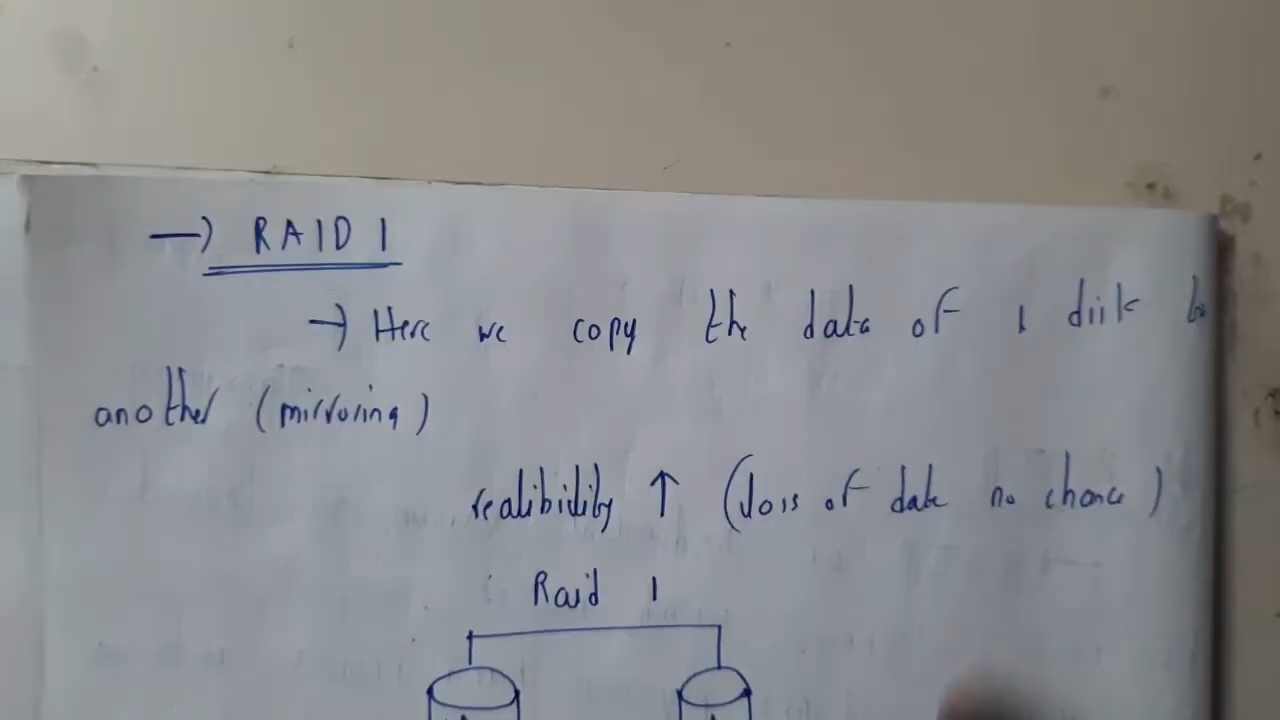 → RAID 1
→ Here we copy the data of 1 disk to
another (mirroring)
realibility ↑ (loss of data no chance)
Raid 1